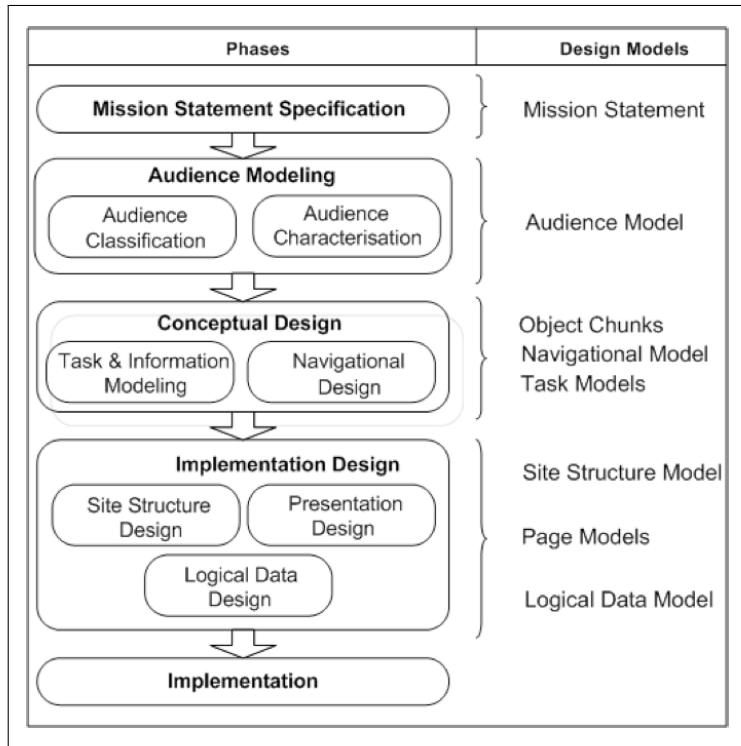 Phases
Design Models
Mission Statement Specification
Mission Statement
Audience Modeling
Audience
Classification
Audience
Characterisation
Audience Model
Conceptual Design
Task & Information
Modeling
Navigational
Design
Object Chunks
Navigational Model
Task Models
Implementation Design
Site Structure
Design
Presentation
Design
Logical Data
Design
Site Structure Model
Page Models
Logical Data Model
Implementation